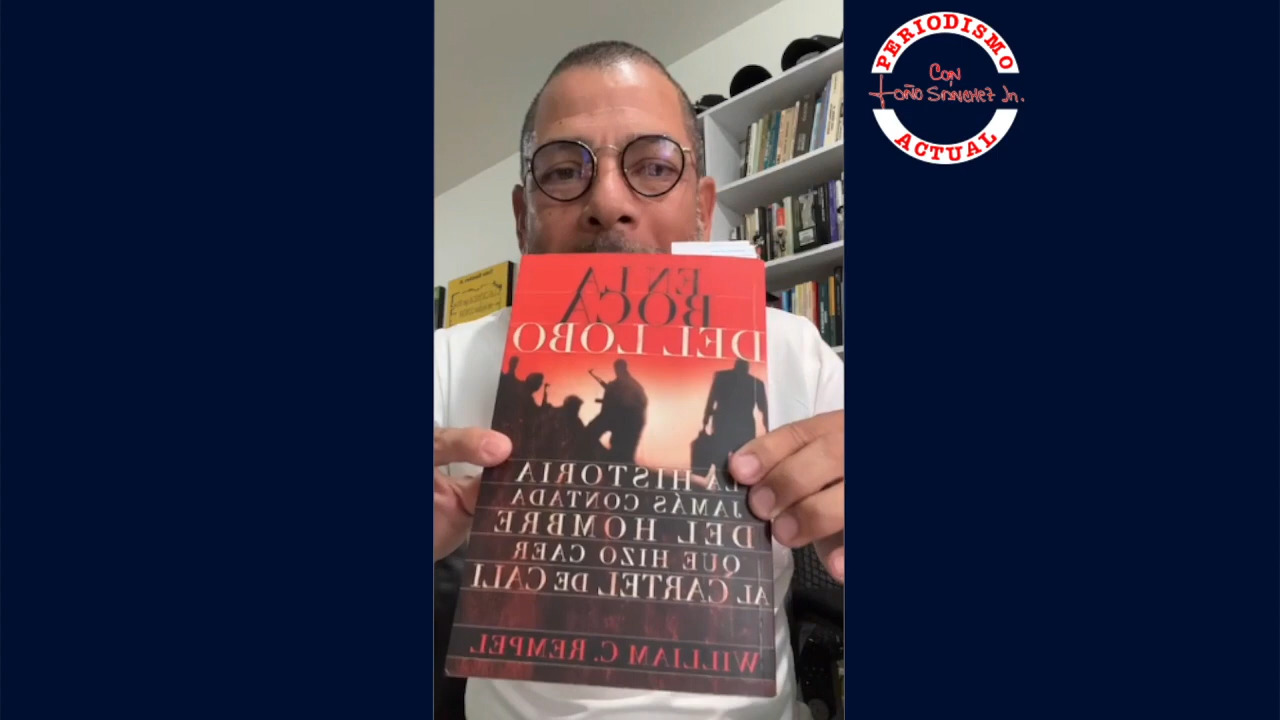 PERIODISMO
Con
Toño Sánchez Jr.
ACTUAL
EN LA
BOCA
DEL LOBO
LA HISTORIA
JAMÁS CONTADA
DEL HOMBRE
QUE HIZO CAER
AL CARTEL DE CALI
WILLIAM C. REMPEL